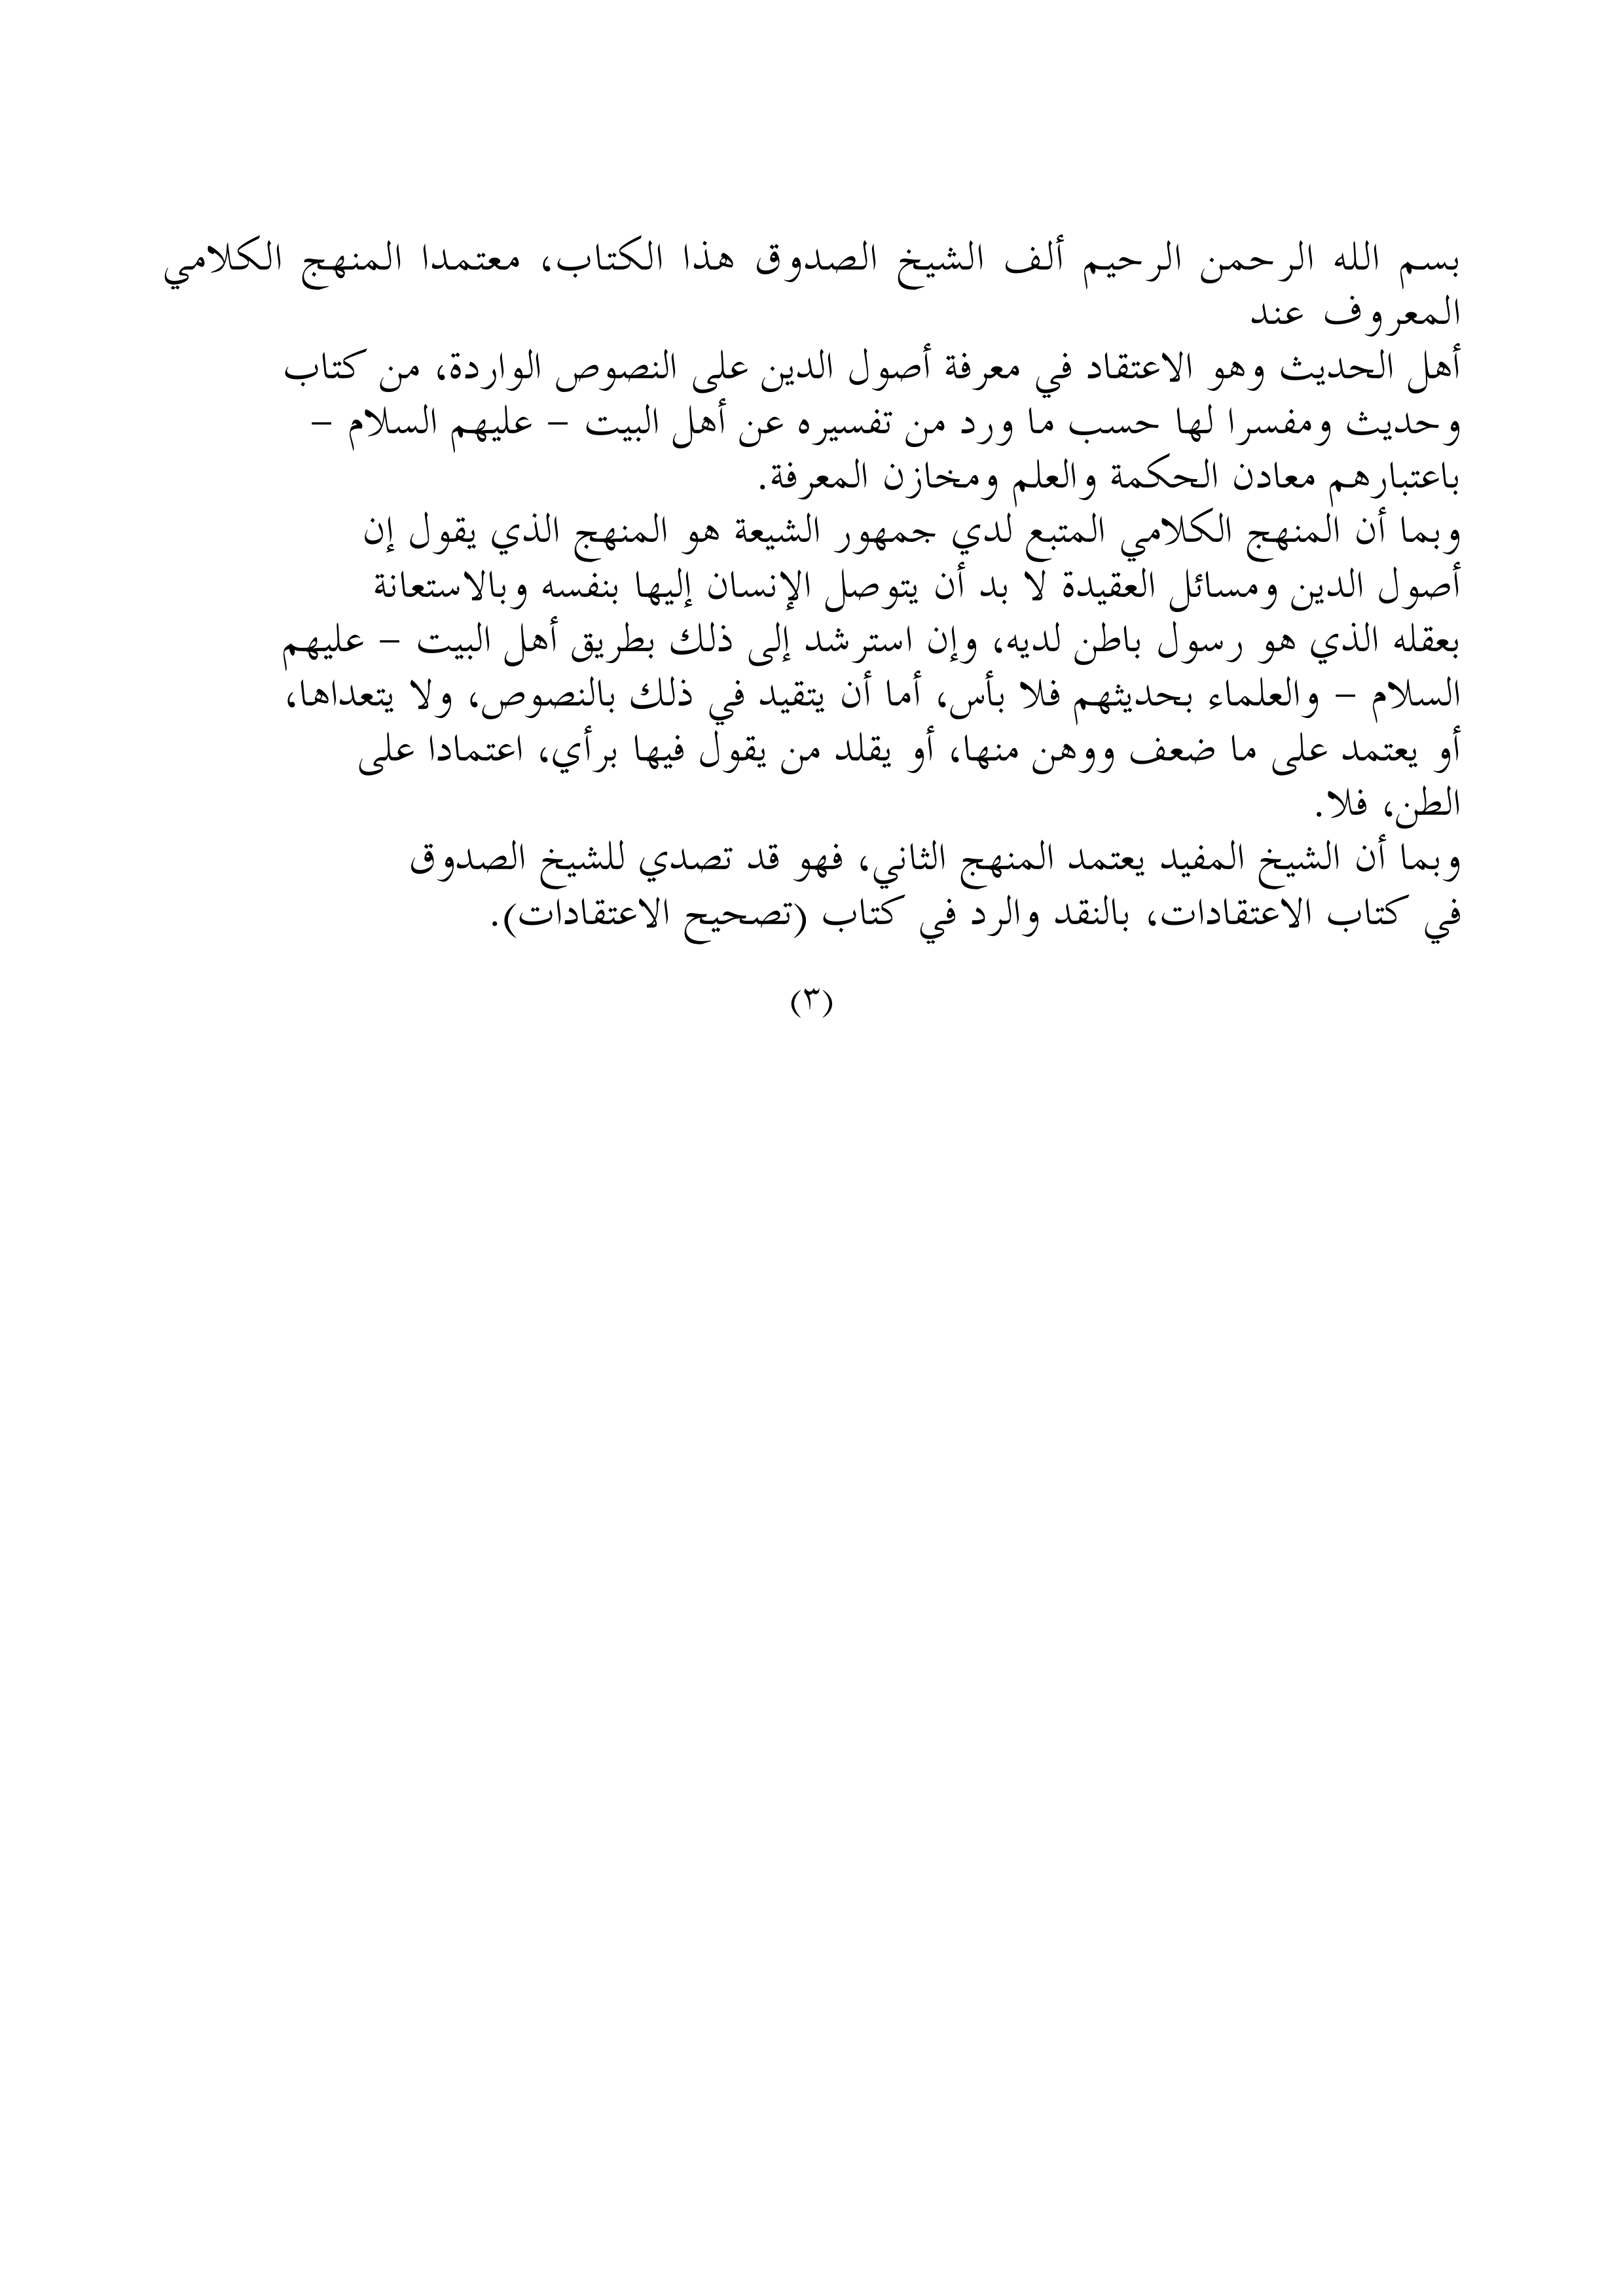 بسم الله الرحمن الرحيم ألف الشيخ الصدوق هذا الكتاب، معتمدا المنهج الكلامي
المعروف عند
أهل الحديث وهو الاعتقاد في معرفة أصول الدين على النصوص الواردة، من كتاب
وحديث ومفسرا لها حسب ما ورد من تفسيره عن أهل البيت - عليهم السلام -
باعتبارهم معادن الحكمة والعلم ومخازن المعرفة.
وبما أن المنهج الكلامي المتبع لدي جمهور الشيعة هو المنهج الذي يقول إن
أصول الدين ومسائل العقيدة لا بد أن يتوصل الإنسان إليها بنفسه وبالاستعانة
بعقله الذي هو رسول باطن لديه، وإن استرشد إلى ذلك بطريق أهل البيت - عليهم
السلام - والعلماء بحديثهم فلا بأس، أما أن يتقيد في ذلك بالنصوص، ولا يتعداها،
أو يعتمد على ما ضعف ووهن منها، أو يقلد من يقول فيها برأي، اعتمادا على
الطن، فلا.
وبما أن الشيخ المفيد يعتمد المنهج الثاني، فهو قد تصدي للشيخ الصدوق
في كتاب الاعتقادات، بالنقد والرد في كتاب (تصحيح الاعتقادات).
(٣)